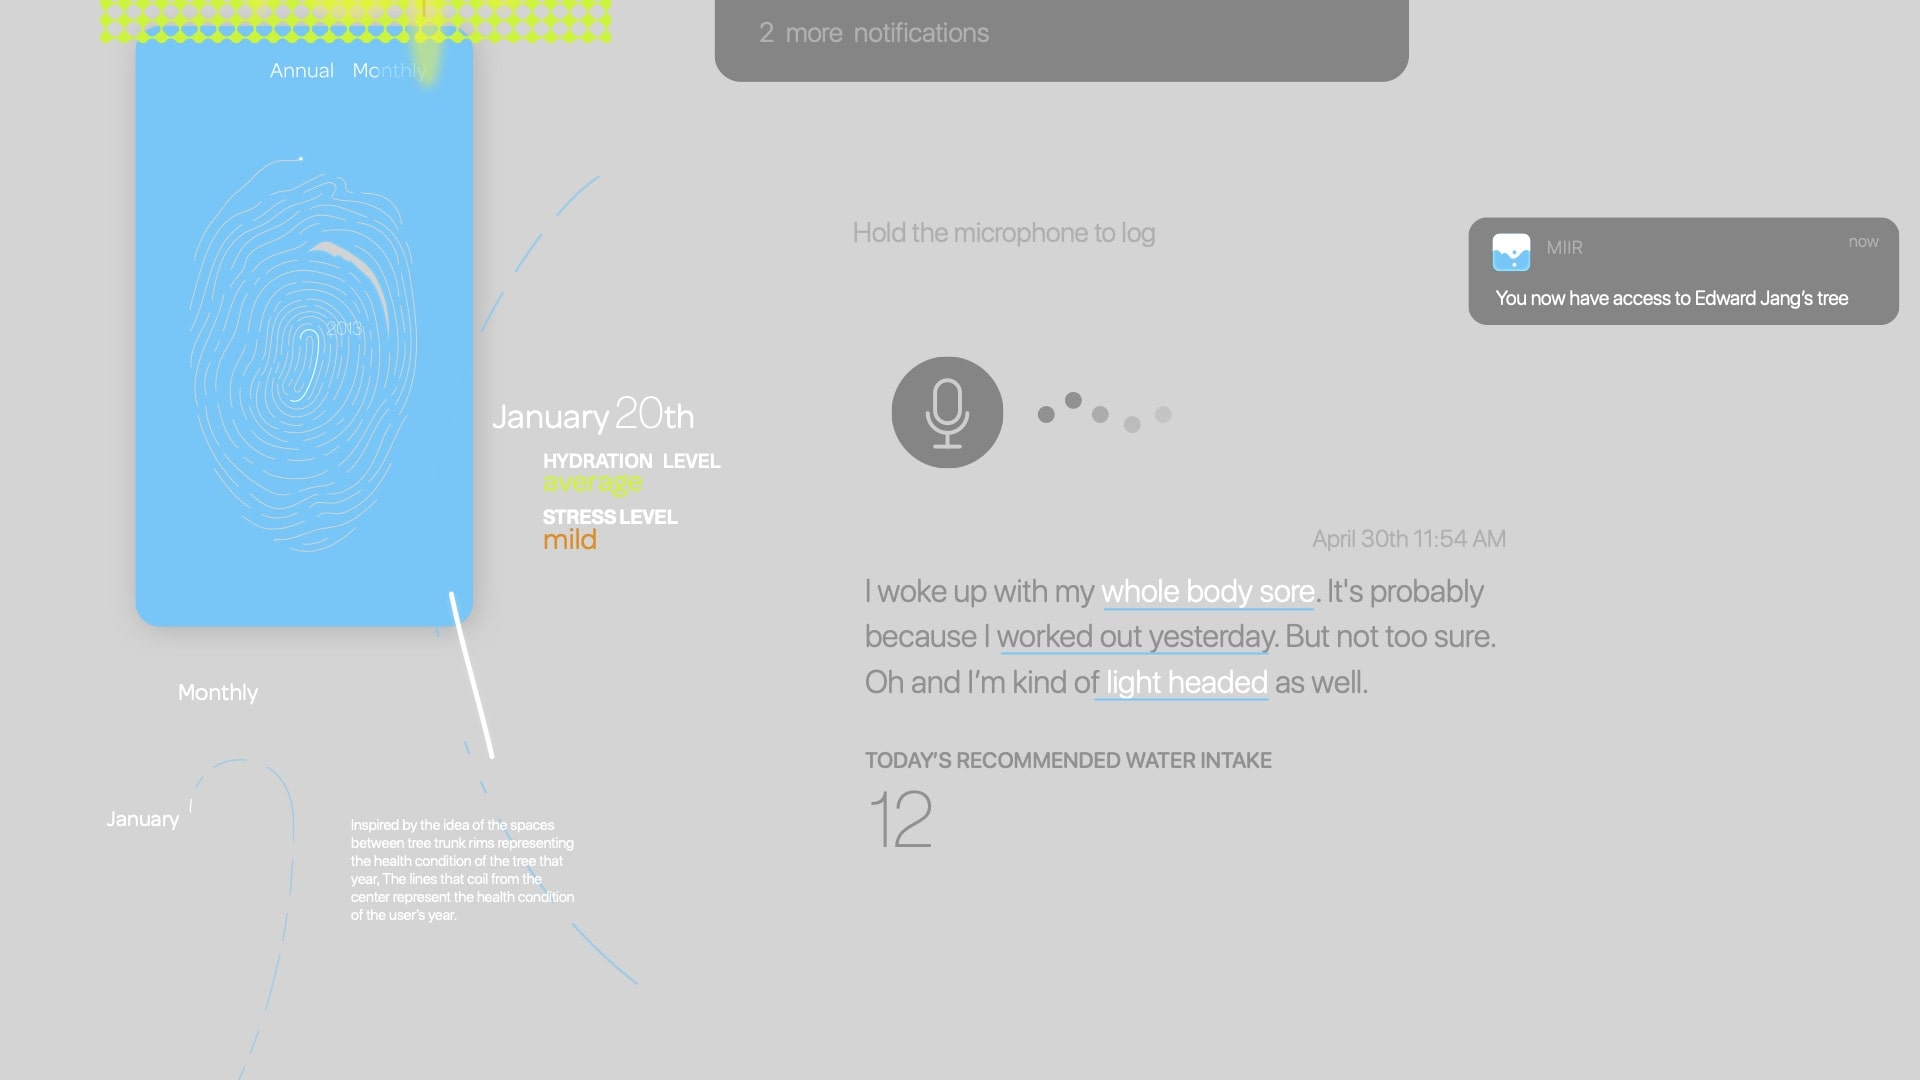 2 more notifications
Annual Monthly
Hold the microphone to log
MIIR
now
You now have access to Edward Jang’s tree
2013
January 20th
HYDRATION LEVEL
average
STRESS LEVEL
mild
April 30th 11:54 AM
I woke up with my whole body sore. It's probably
because I worked out yesterday. But not too sure.
Oh and I’m kind of light headed as well.
TODAY’S RECOMMENDED WATER INTAKE
12
Monthly
January
Inspired by the idea of the spaces
between tree trunk rims representing
the health condition of the tree that
year, The lines that coil from the
center represent the health condition
of the user’s year.